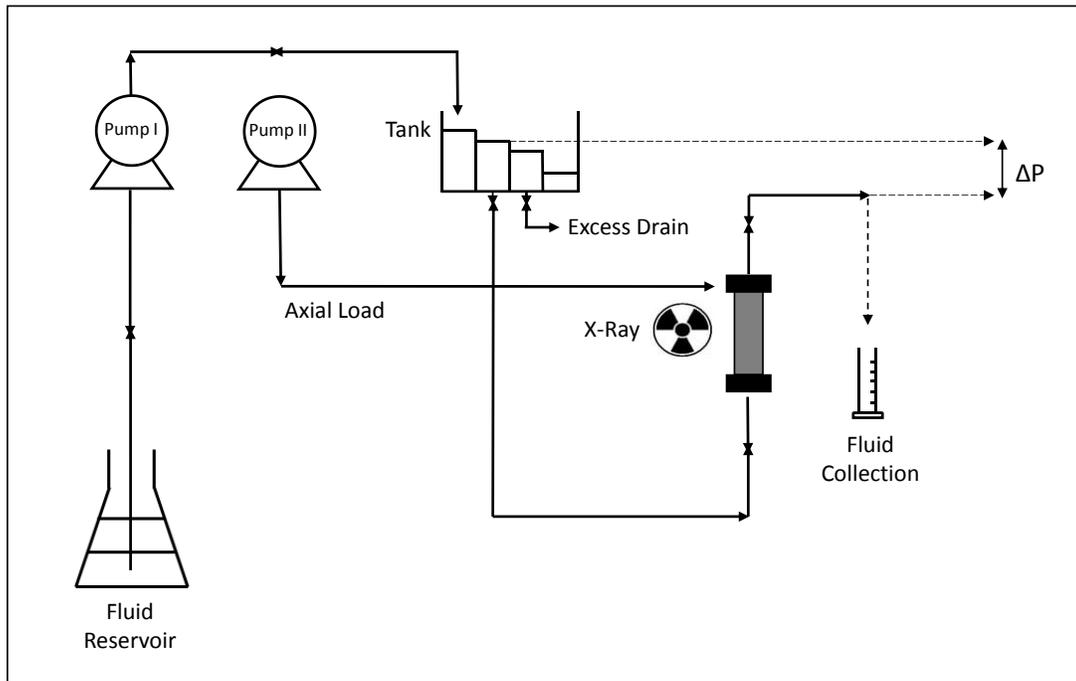 Pump I
Pump II
Tank
ΔP
Excess Drain
Axial Load
X-Ray
Fluid
Collection
Fluid
Reservoir